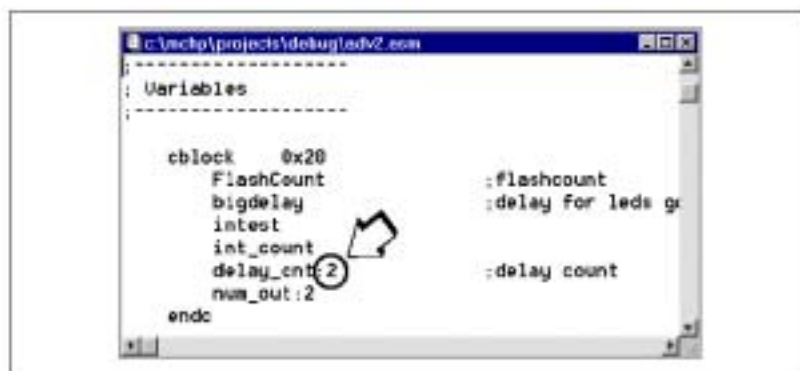 c:\mchp\projects\debug\adv2.asm
;-------------------
; Variables
;-------------------
cblock 0x20
FlashCount ;flashcount
bigdelay ;delay for leds go
intest
int_count
delay_cnt:2 ;delay count
num_out:2
endc